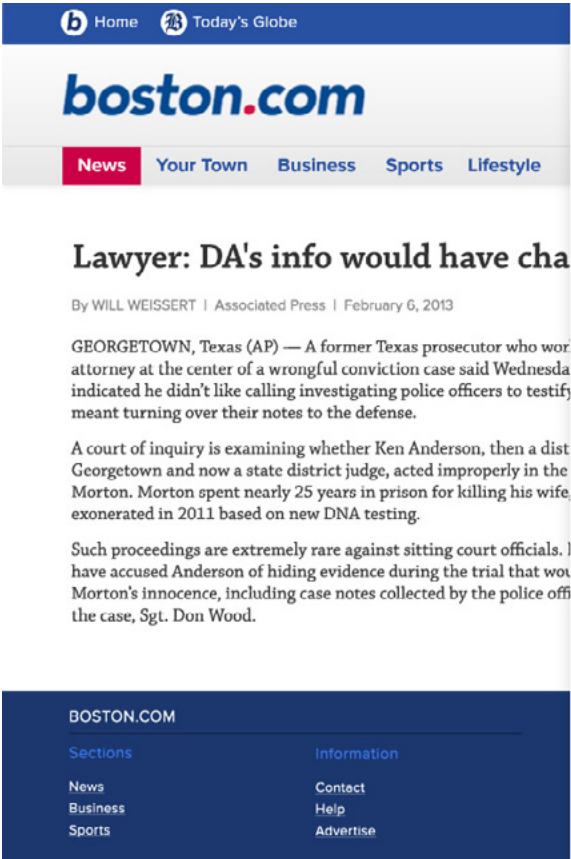 Home Today's Globe
boston.com
News Your Town Business Sports Lifestyle
Lawyer: DA's info would have cha
By WILL WEISSERT | Associated Press | February 6, 2013
GEORGETOWN, Texas (AP) — A former Texas prosecutor who wor
attorney at the center of a wrongful conviction case said Wednesda
indicated he didn't like calling investigating police officers to testify
meant turning over their notes to the defense.
A court of inquiry is examining whether Ken Anderson, then a dist
Georgetown and now a state district judge, acted improperly in the
Morton. Morton spent nearly 25 years in prison for killing his wife,
exonerated in 2011 based on new DNA testing.
Such proceedings are extremely rare against sitting court officials.
have accused Anderson of hiding evidence during the trial that wou
Morton's innocence, including case notes collected by the police offi
the case, Sgt. Don Wood.
BOSTON.COM
Sections Information
News Contact
Business Help
Sports Advertise